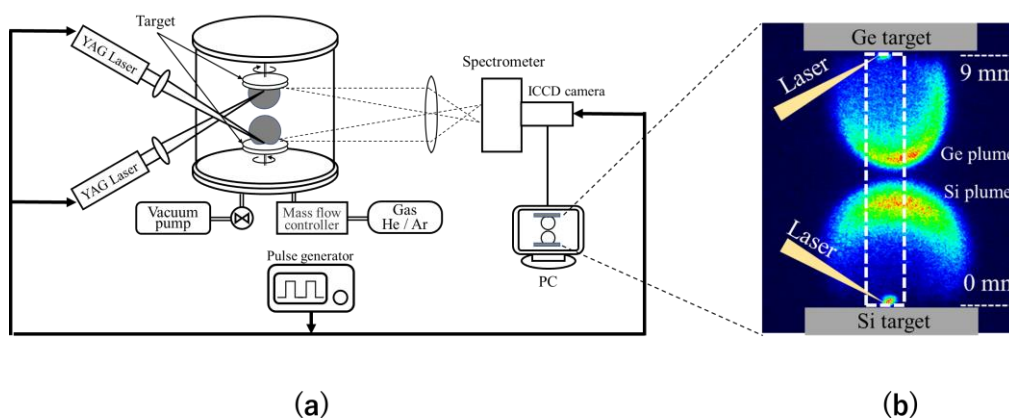 Target
YAG Laser
YAG Laser
Spectrometer
ICCD camera
Vacuum
pump
Mass flow
controller
Gas
He / Ar
Pulse generator
PC
(a)
Ge target
Laser
9 mm
Ge plume
Si plume
Laser
0 mm
Si target
(b)